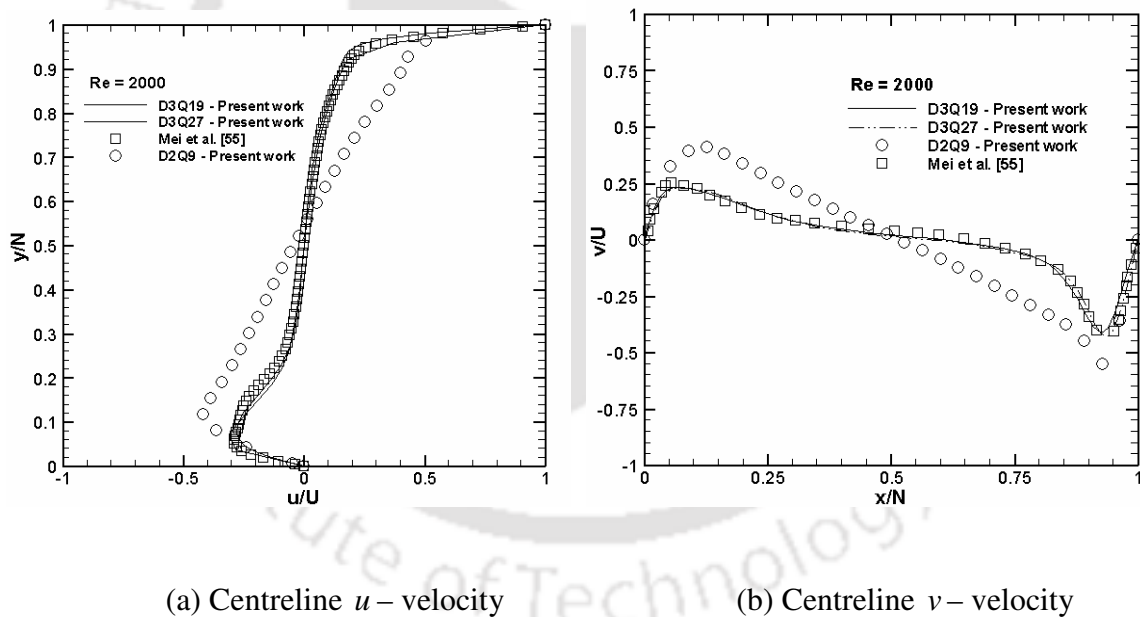 1
0.9
0.8
0.7
0.6
0.5
0.4
0.3
0.2
0.1
0
y/N
Re = 2000
D3Q19 - Present work
D3Q27 - Present work
Mei et al. [55]
D2Q9 - Present work
-1
-0.5
0
0.5
1
u/U
1
0.75
0.5
0.25
0
-0.25
-0.5
-0.75
-1
v/U
Re = 2000
D3Q19 - Present work
D3Q27 - Present work
D2Q9 - Present work
Mei et al. [55]
0
0.25
0.5
0.75
1
x/N
tute of Technology
(a) Centreline u – velocity
(b) Centreline v – velocity